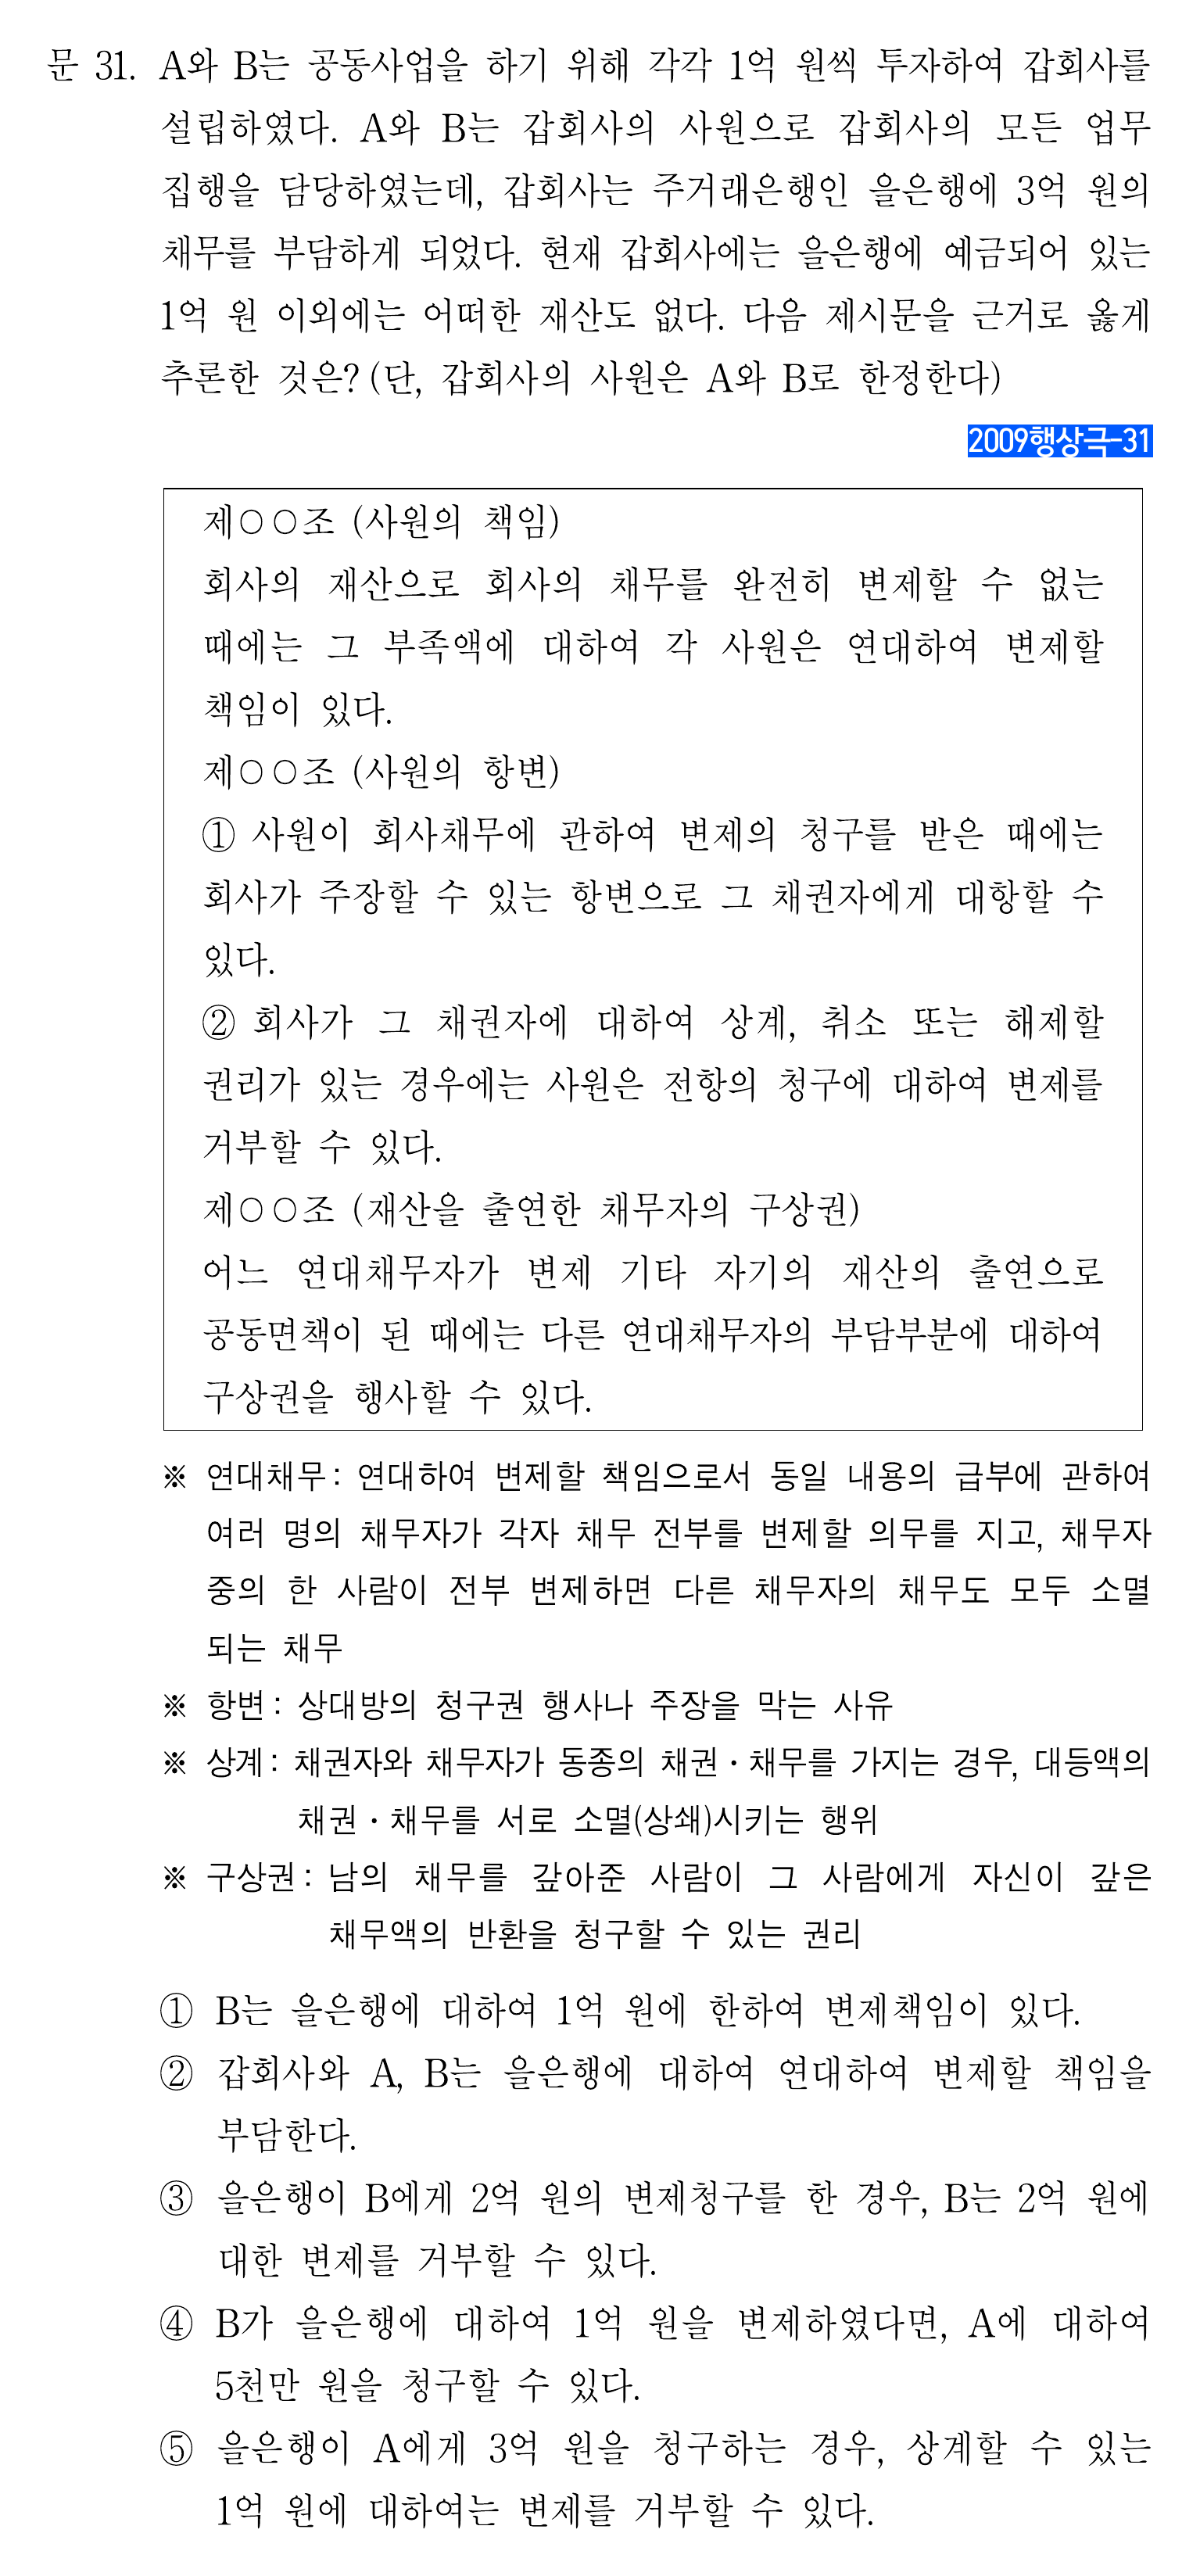 문 31. A와 B는 공동사업을 하기 위해 각각 1억 원씩 투자하여 갑회사를
설립하였다. A와 B는 갑회사의 사원으로 갑회사의 모든 업무
집행을 담당하였는데, 갑회사는 주거래은행인 을은행에 3억 원의
채무를 부담하게 되었다. 현재 갑회사에는 을은행에 예금되어 있는
1억 원 이외에는 어떠한 재산도 없다. 다음 제시문을 근거로 옳게
추론한 것은? (단, 갑회사의 사원은 A와 B로 한정한다)
2009행상극-31
제○○조 (사원의 책임)
회사의 재산으로 회사의 채무를 완전히 변제할 수 없는
때에는 그 부족액에 대하여 각 사원은 연대하여 변제할
책임이 있다.
제○○조 (사원의 항변)
① 사원이 회사채무에 관하여 변제의 청구를 받은 때에는
회사가 주장할 수 있는 항변으로 그 채권자에게 대항할 수
있다.
② 회사가 그 채권자에 대하여 상계, 취소 또는 해제할
권리가 있는 경우에는 사원은 전항의 청구에 대하여 변제를
거부할 수 있다.
제○○조 (재산을 출연한 채무자의 구상권)
어느 연대채무자가 변제 기타 자기의 재산의 출연으로
공동면책이 된 때에는 다른 연대채무자의 부담부분에 대하여
구상권을 행사할 수 있다.
※ 연대채무: 연대하여 변제할 책임으로서 동일 내용의 급부에 관하여
여러 명의 채무자가 각자 채무 전부를 변제할 의무를 지고, 채무자
중의 한 사람이 전부 변제하면 다른 채무자의 채무도 모두 소멸
되는 채무
※ 항변: 상대방의 청구권 행사나 주장을 막는 사유
※ 상계: 채권자와 채무자가 동종의 채권·채무를 가지는 경우, 대등액의
채권·채무를 서로 소멸(상쇄)시키는 행위
※ 구상권: 남의 채무를 갚아준 사람이 그 사람에게 자신이 갚은
채무액의 반환을 청구할 수 있는 권리
① B는 을은행에 대하여 1억 원에 한하여 변제책임이 있다.
② 갑회사와 A, B는 을은행에 대하여 연대하여 변제할 책임을
부담한다.
③ 을은행이 B에게 2억 원의 변제청구를 한 경우, B는 2억 원에
대한 변제를 거부할 수 있다.
④ B가 을은행에 대하여 1억 원을 변제하였다면, A에 대하여
5천만 원을 청구할 수 있다.
⑤ 을은행이 A에게 3억 원을 청구하는 경우, 상계할 수 있는
1억 원에 대하여는 변제를 거부할 수 있다.